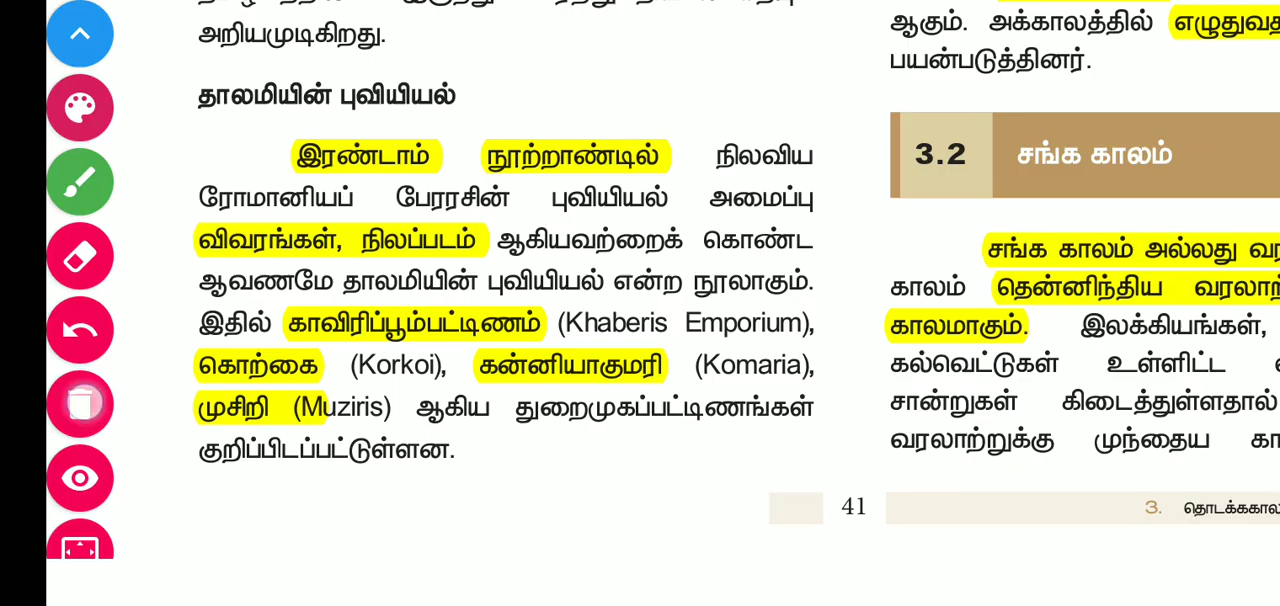 அறியமுடிகிறது.
தாலமியின் புவியியல்
இரண்டாம் நூற்றாண்டில் நிலவிய
ரோமானியப் பேரரசின் புவியியல் அமைப்பு
விவரங்கள், நிலப்படம் ஆகியவற்றைக் கொண்ட
ஆவணமே தாலமியின் புவியியல் என்ற நூலாகும்.
இதில் காவிரிப்பூம்பட்டிணம் (Khaberis Emporium),
கொற்கை (Korkoi), கன்னியாகுமரி (Komaria),
முசிறி (Muziris) ஆகிய துறைமுகப்பட்டிணங்கள்
குறிப்பிடப்பட்டுள்ளன.
41
ஆகும். அக்காலத்தில்
பயன்படுத்தினர்.
3.2 சங்க காலம்
சங்க காலம் அல்லது
காலம் தென்னிந்திய
காலமாகும். இலக்கியங்கள்,
கல்வெட்டுகள் உள்ளிட்ட
சான்றுகள் கிடைத்துள்ளதால்
வரலாற்றுக்கு முந்தைய
3.